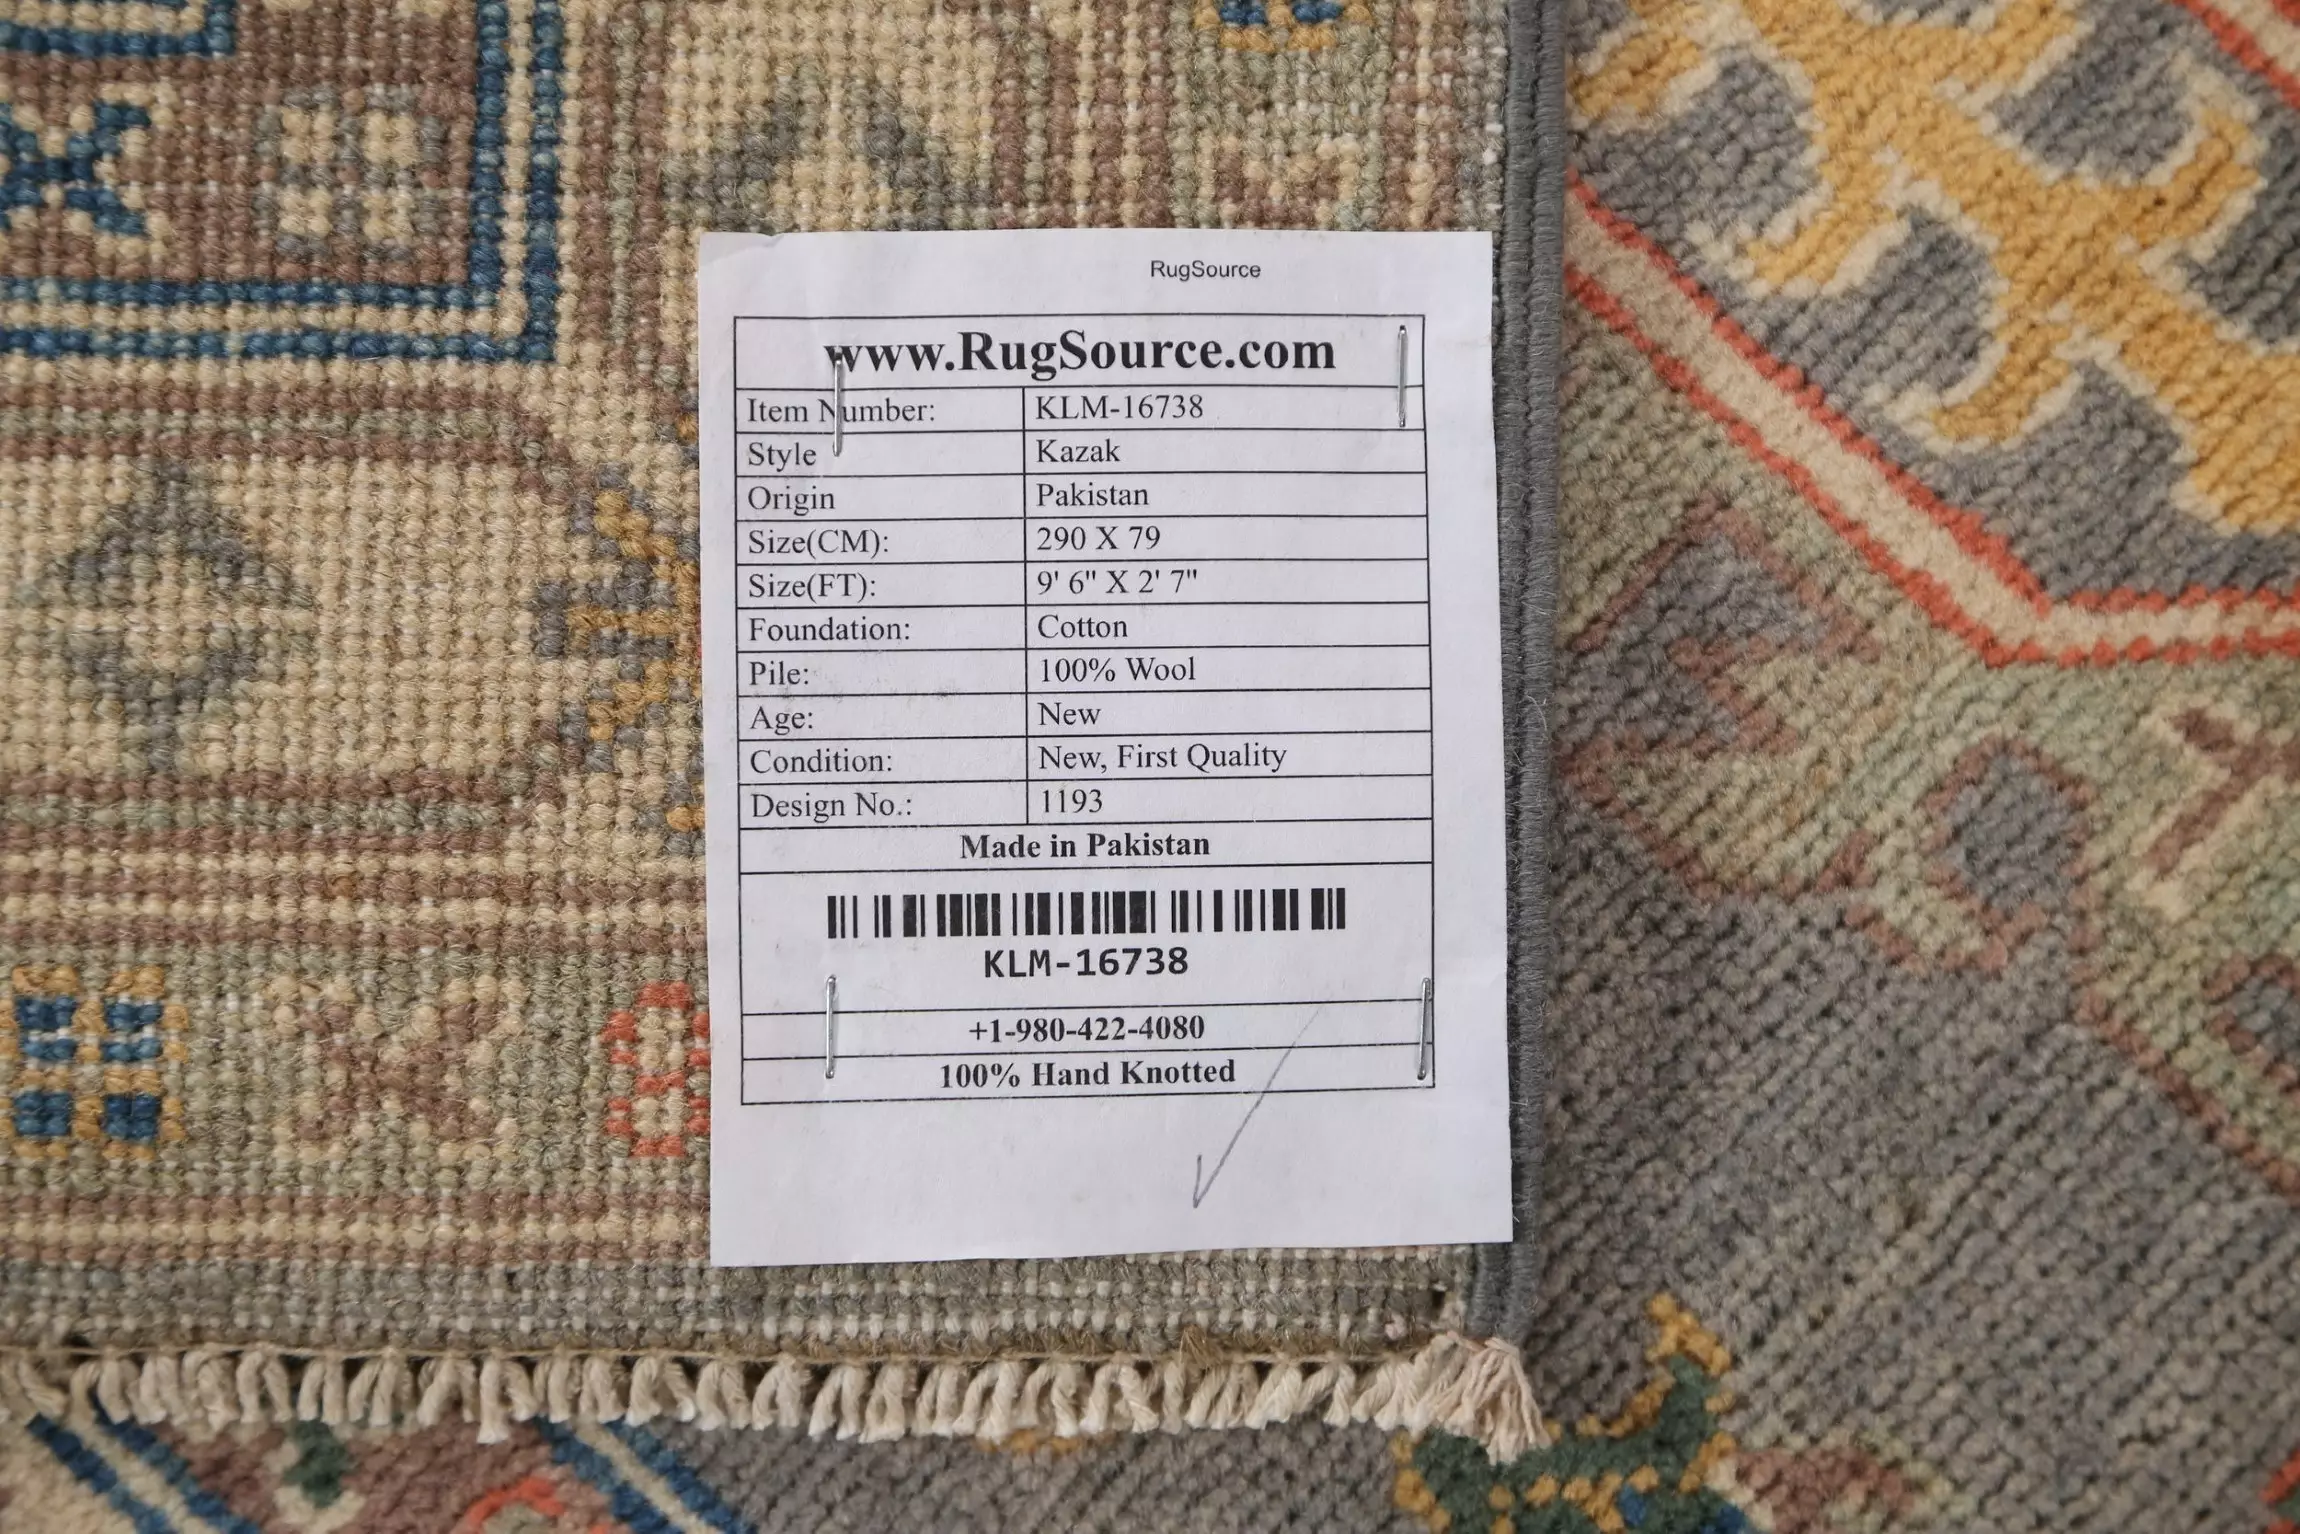 RugSource
www.RugSource.com
Item Number: KLM-16738
Style Kazak
Origin Pakistan
Size(CM): 290 X 79
Size(FT): 9' 6" X 2' 7"
Foundation: Cotton
Pile: 100% Wool
Age: New
Condition: New, First Quality
Design No.: 1193
Made in Pakistan
KLM-16738
+1-980-422-4080
100% Hand Knotted